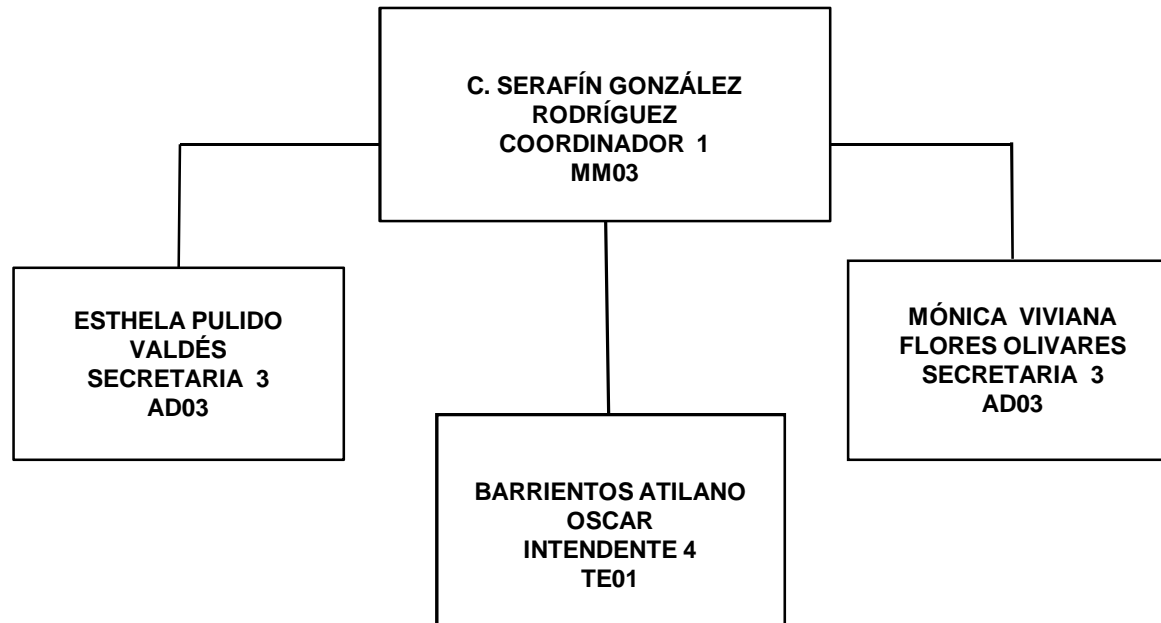 C. SERAFÍN GONZÁLEZ
RODRÍGUEZ
COORDINADOR 1
MM03
ESTHELA PULIDO
VALDÉS
SECRETARIA 3
AD03
MÓNICA VIVIANA
FLORES OLIVARES
SECRETARIA 3
AD03
BARRIENTOS ATILANO
OSCAR
INTENDENTE 4
TE01